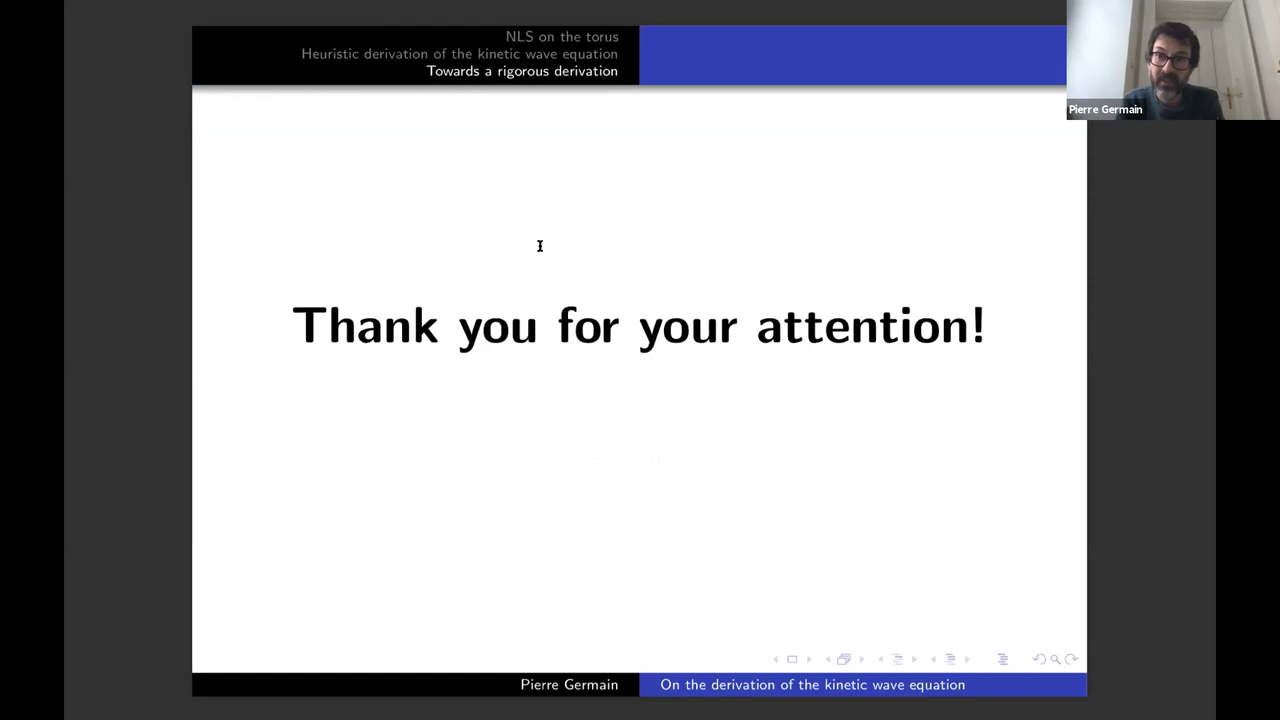 NLS on the torus
Heuristic derivation of the kinetic wave equation
Towards a rigorous derivation
Pierre Germain
Thank you for your attention!
Pierre Germain
On the derivation of the kinetic wave equation